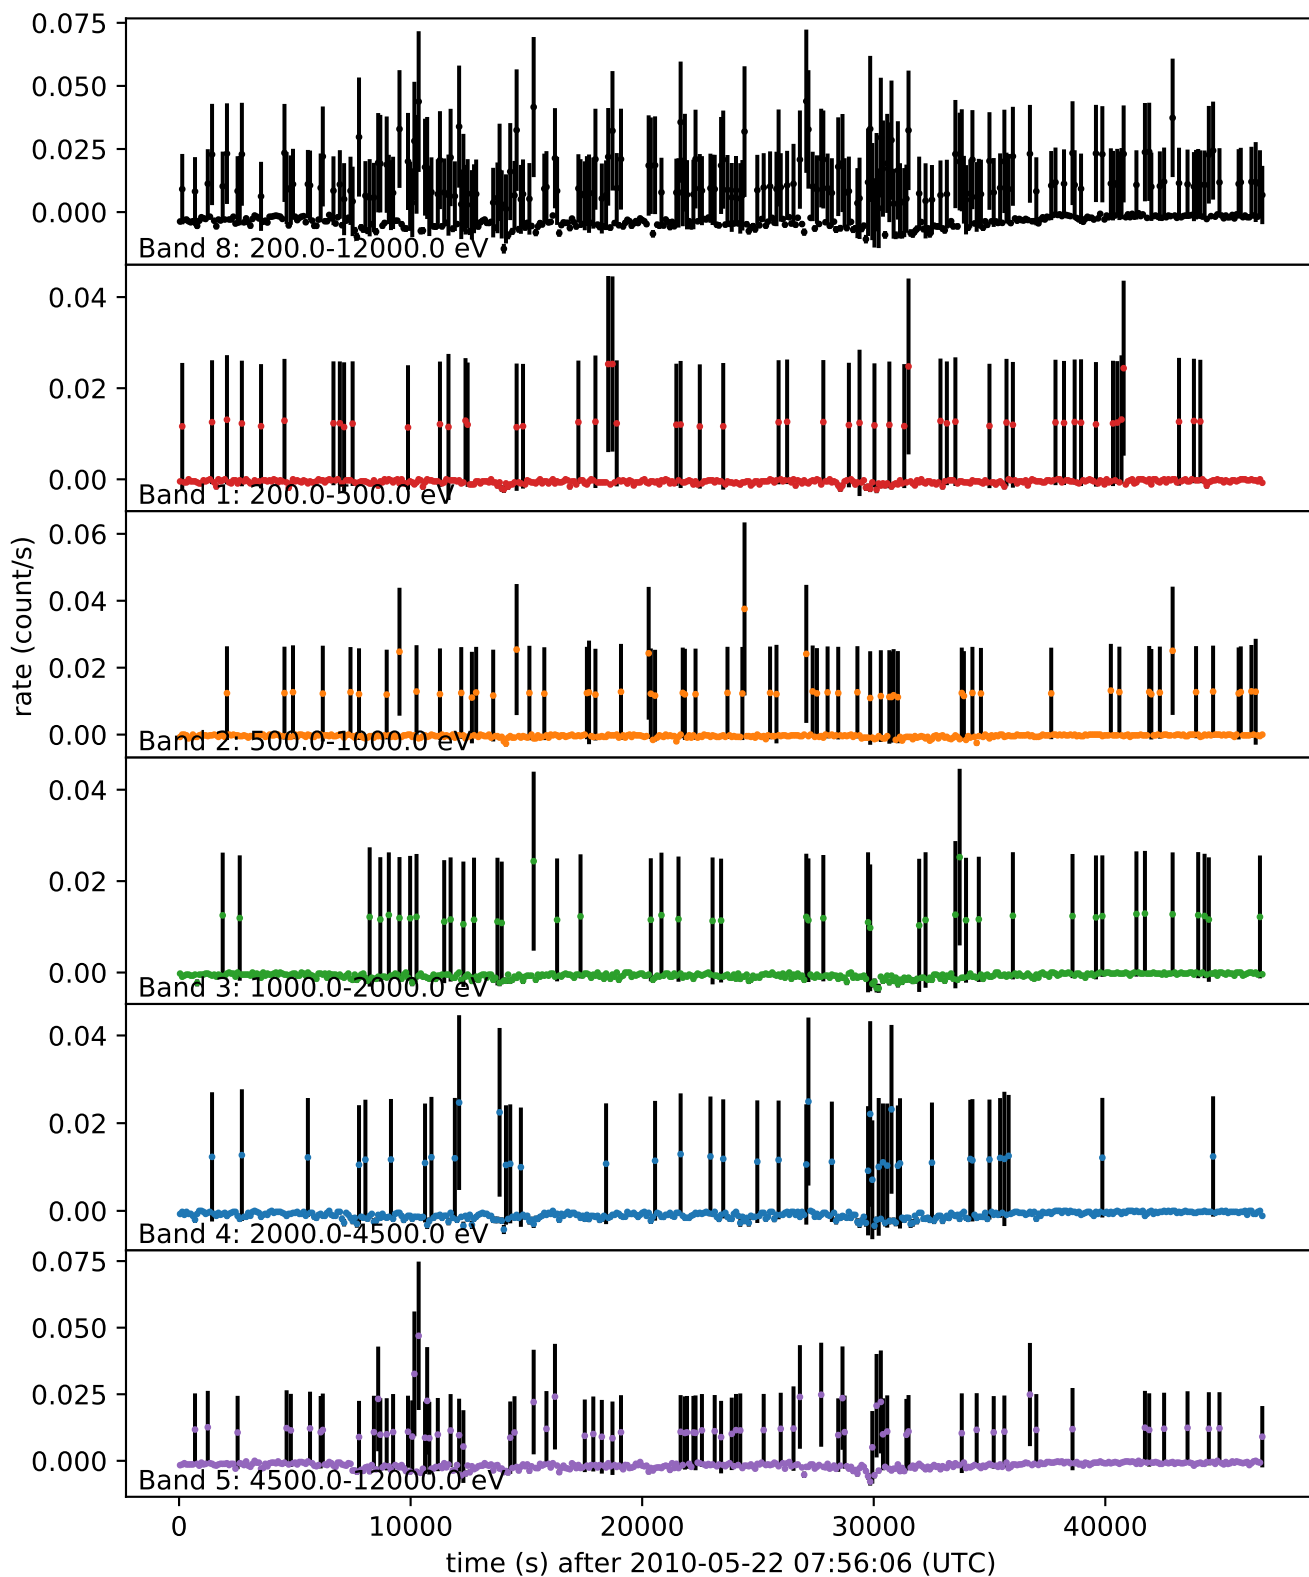 0.075
0.050
0.025
0.000
Band 8: 200.0-12000.0 eV
0.04
0.02
0.00
Band 1: 200.0-500.0 eV
0.06
0.04
0.02
0.00
Band 2: 500.0-1000.0 eV
rate (count/s)
0.04
0.02
0.00
Band 3: 1000.0-2000.0 eV
0.04
0.02
0.00
Band 4: 2000.0-4500.0 eV
0.075
0.050
0.025
0.000
Band 5: 4500.0-12000.0 eV
0 10000 20000 30000 40000
time (s) after 2010-05-22 07:56:06 (UTC)